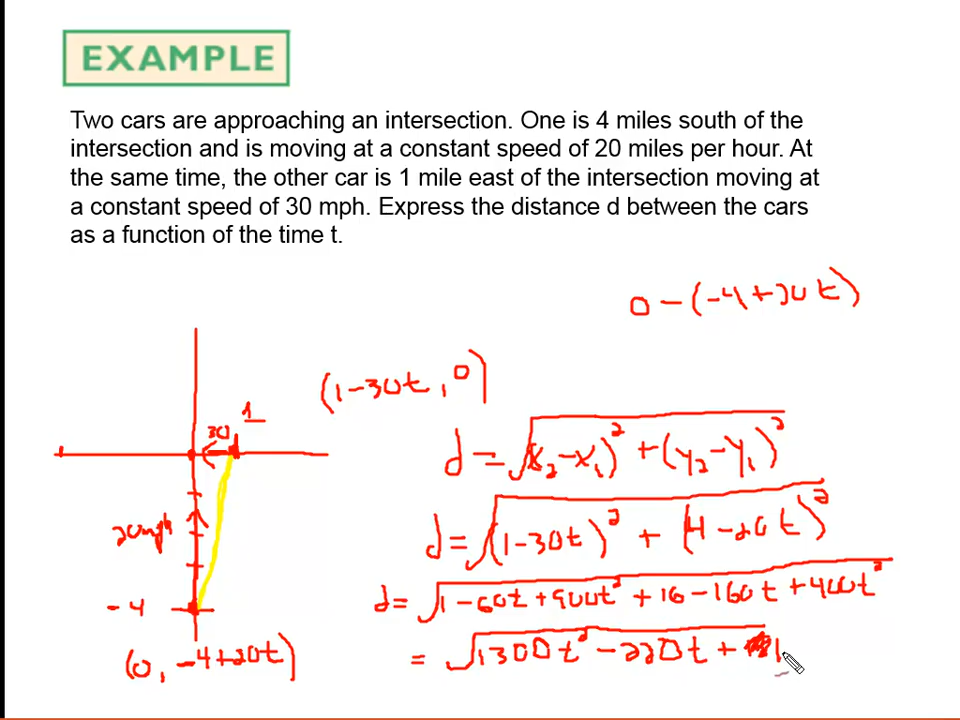 EXAMPLE
Two cars are approaching an intersection. One is 4 miles south of the
intersection and is moving at a constant speed of 20 miles per hour. At
the same time, the other car is 1 mile east of the intersection moving at
a constant speed of 30 mph. Express the distance d between the cars
as a function of the time t.
0 - (-4+20t)
(1-30t, 0)
1
30
d = √(x₂-x₁)² + (y₂-y₁)²
20mph
d = √(1-30t)² + (4-20t)²
d = √1-60t+900t²+16-160t+400t²
-4
(0, -4+20t)
= √1300t² - 220t + 1